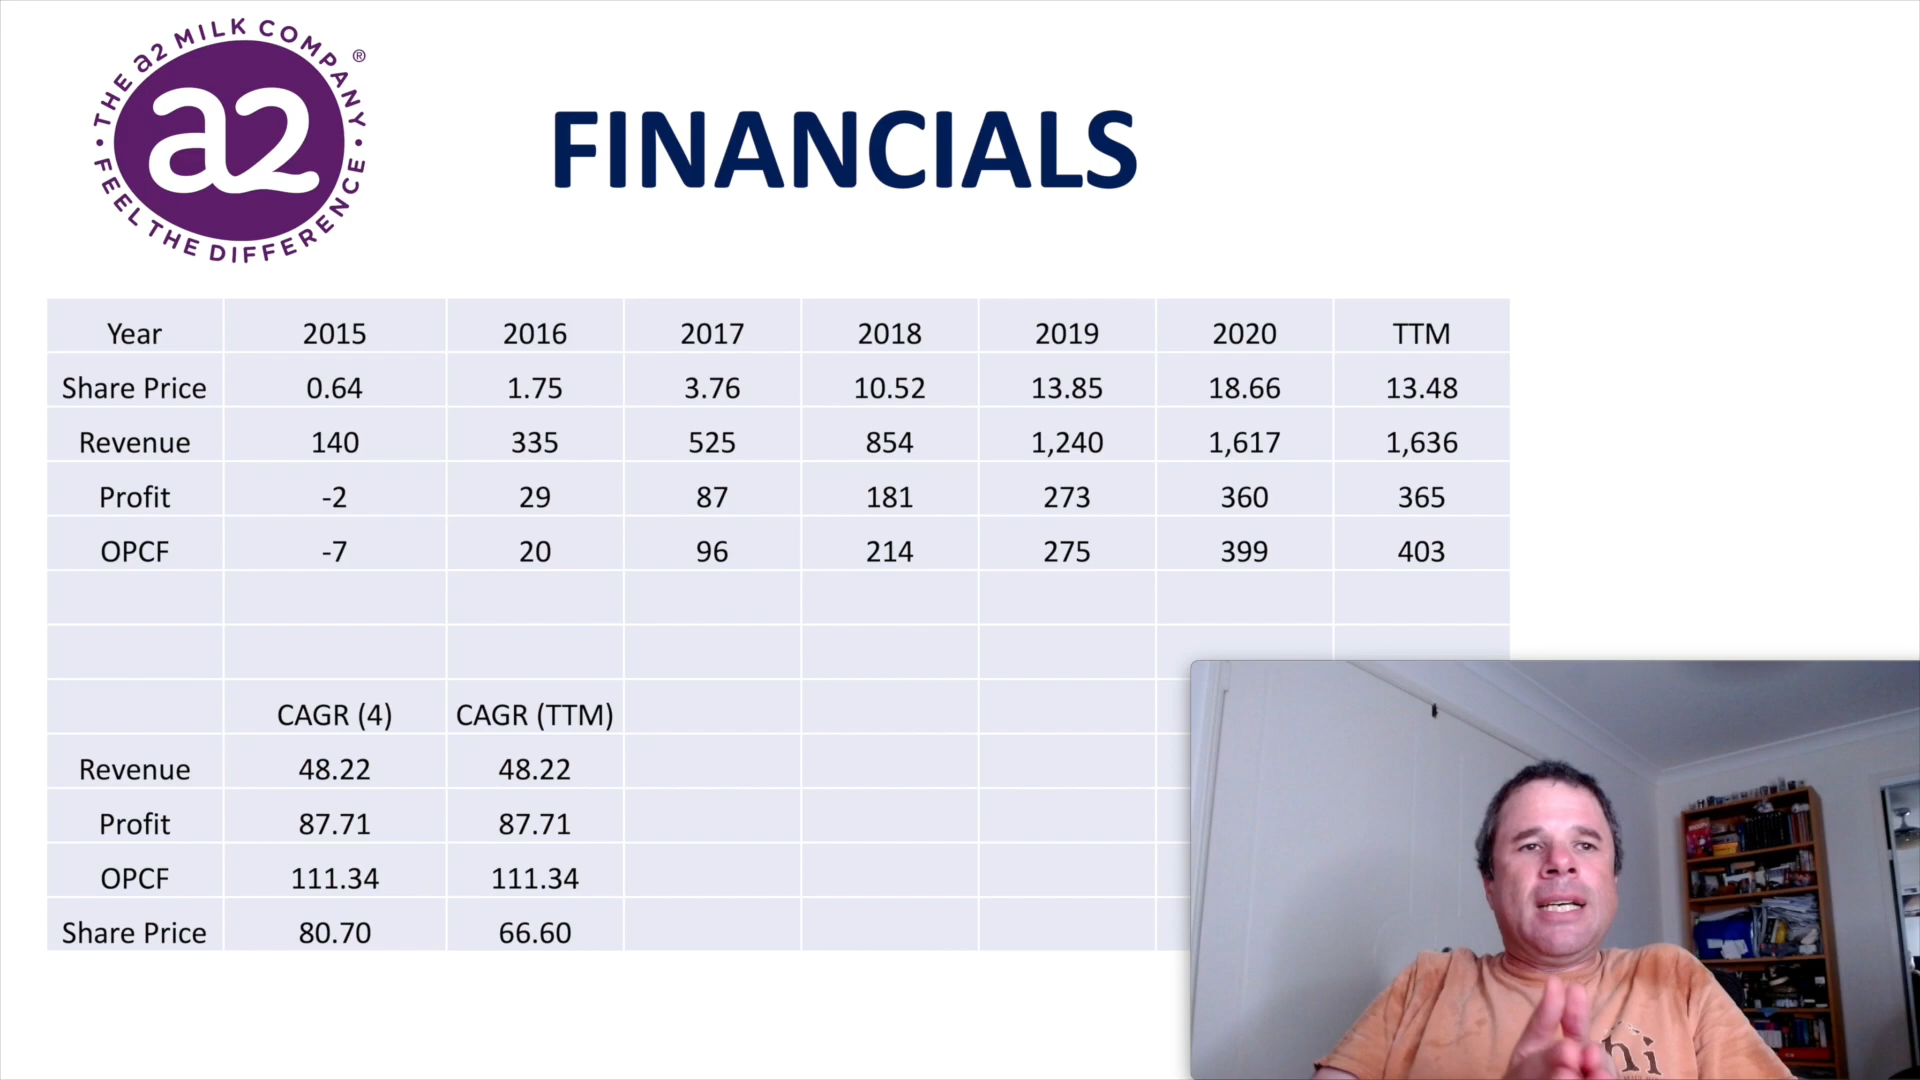 THE a2 MILK COMPANY
®
a2
FEEL THE DIFFERENCE
FINANCIALS
Year 2015 2016 2017 2018 2019 2020 TTM
Share Price 0.64 1.75 3.76 10.52 13.85 18.66 13.48
Revenue 140 335 525 854 1,240 1,617 1,636
Profit -2 29 87 181 273 360 365
OPCF -7 20 96 214 275 399 403
CAGR (4) CAGR (TTM)
Revenue 48.22 48.22
Profit 87.71 87.71
OPCF 111.34 111.34
Share Price 80.70 66.60
hi